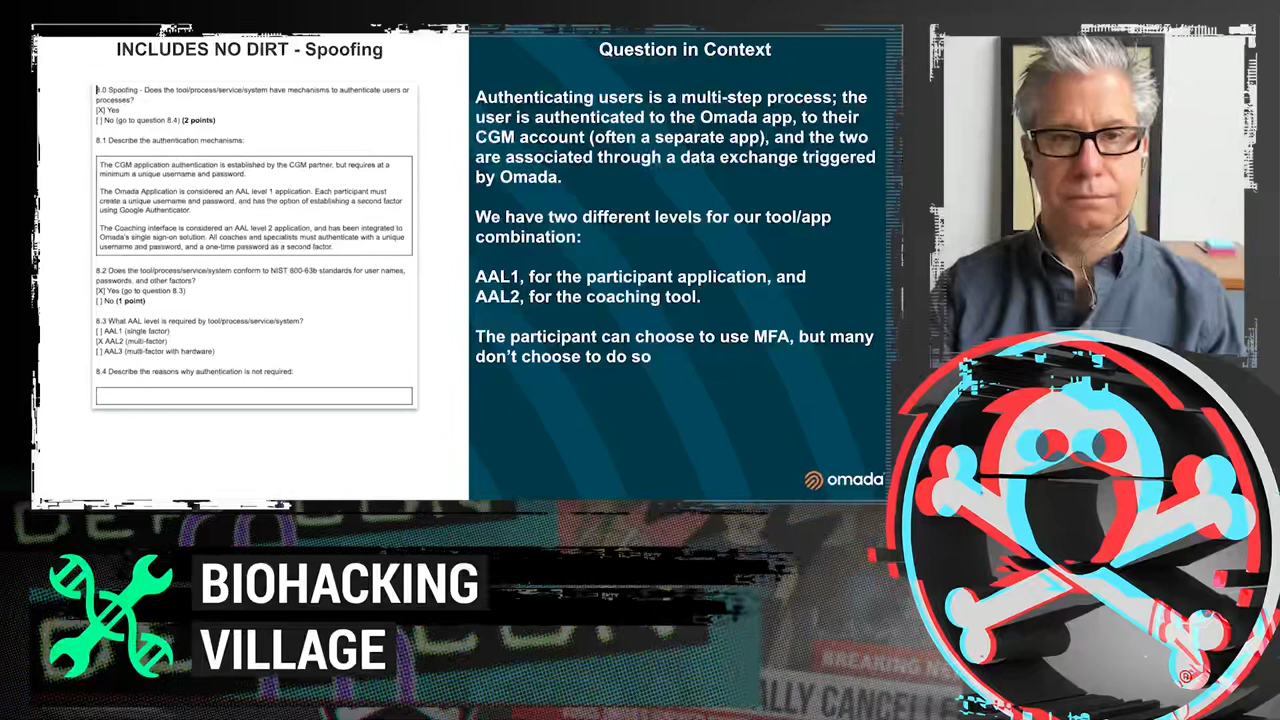 INCLUDES NO DIRT - Spoofing
8.0 Spoofing - Does the tool/process/service/system have mechanisms to authenticate users or
processes?
[X] Yes
[ ] No (go to question 8.4) (2 points)
8.1 Describe the authentication mechanisms:
The CGM application authentication is established by the CGM partner, but requires at a
minimum a unique username and password.
The Omada Application is considered an AAL level 1 application. Each participant must
create a unique username and password, and has the option of establishing a second factor
using Google Authenticator.
The Coaching interface is considered an AAL level 2 application, and has been integrated to
Omada's single sign-on solution. All coaches and specialists must authenticate with a unique
username and password, and a one-time password as a second factor.
8.2 Does the tool/process/service/system conform to NIST 800-63b standards for user names,
passwords, and other factors?
[X] Yes (go to question 8.3)
[ ] No (1 point)
8.3 What AAL level is required by tool/process/service/system?
[ ] AAL1 (single factor)
[X AAL2 (multi-factor)
[ ] AAL3 (multi-factor with hardware)
8.4 Describe the reasons why authentication is not required:
Question in Context
Authenticating users is a multi-step process; the
user is authenticated to the Omada application, the
CGM account (often a separate app), and the two
are associated through a token exchange triggered
by Omada.
We have two different levels for our tool/app
combination:
AAL1, for the participant application, and
AAL2, for the coaching tool.
The participant can choose to use MFA, but many
don't choose to do so
omada
BIOHACKING
VILLAGE